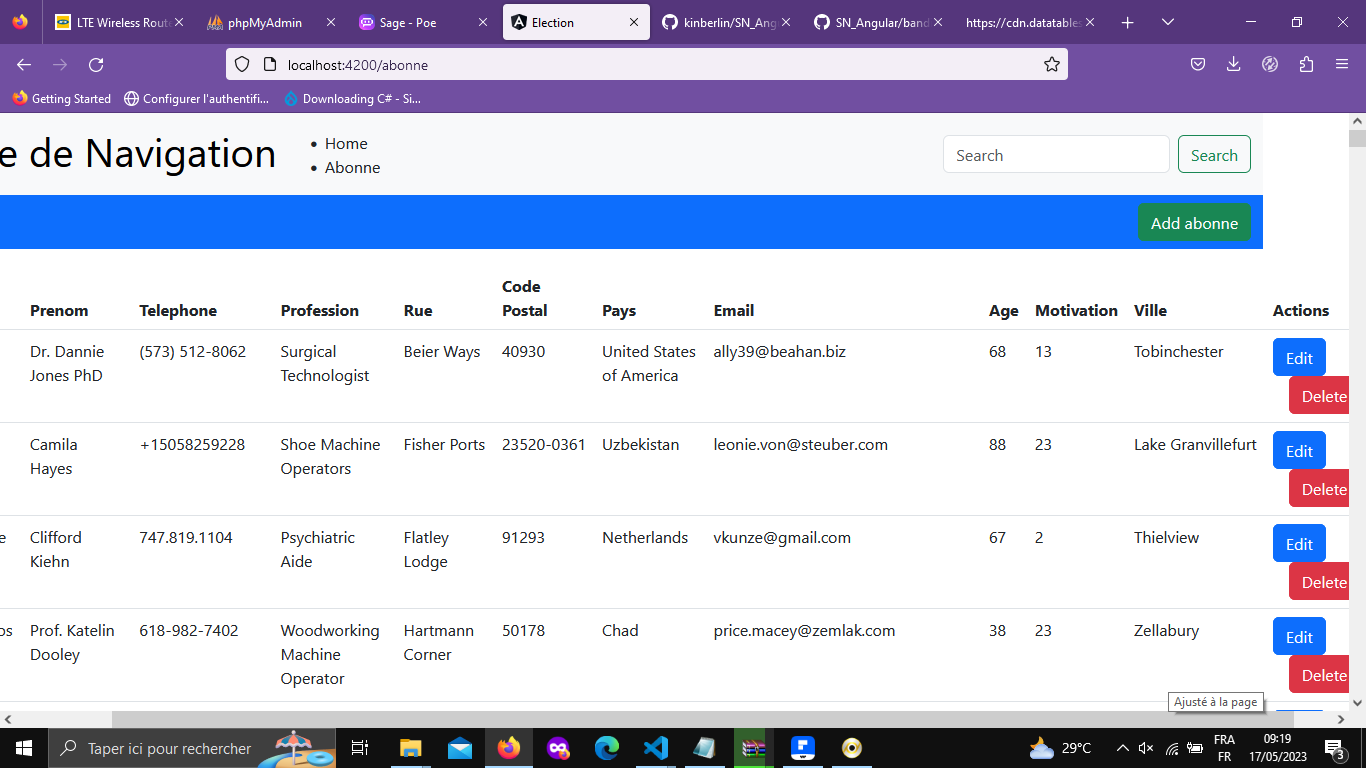 LTE Wireless Route
phpMyAdmin
Sage - Poe
Election
kinberlin/SN_Ang
SN_Angular/band
https://cdn.datatables
localhost:4200/abonne
Getting Started
Configurer l'authentifi...
Downloading C# - Si...
e de Navigation
Home
Abonne
Search
Search
Add abonne
Prenom Telephone Profession Rue Code Postal Pays Email Age Motivation Ville Actions
Dr. Dannie (573) 512-8062 Surgical Beier Ways 40930 United States ally39@beahan.biz 68 13 Tobinchester Edit
Jones PhD Technologist of America Delete
Camila +15058259228 Shoe Machine Fisher Ports 23520-0361 Uzbekistan leonie.von@steuber.com 88 23 Lake Granvillefurt Edit
Hayes Operators Delete
e Clifford 747.819.1104 Psychiatric Flatley 91293 Netherlands vkunze@gmail.com 67 2 Thielview Edit
Kiehn Aide Lodge Delete
os Prof. Katelin 618-982-7402 Woodworking Hartmann 50178 Chad price.macey@zemlak.com 38 23 Zellabury Edit
Dooley Machine Corner Delete
Operator
Ajusté à la page
Taper ici pour rechercher
29°C
FRA
FR
09:19
17/05/2023
3